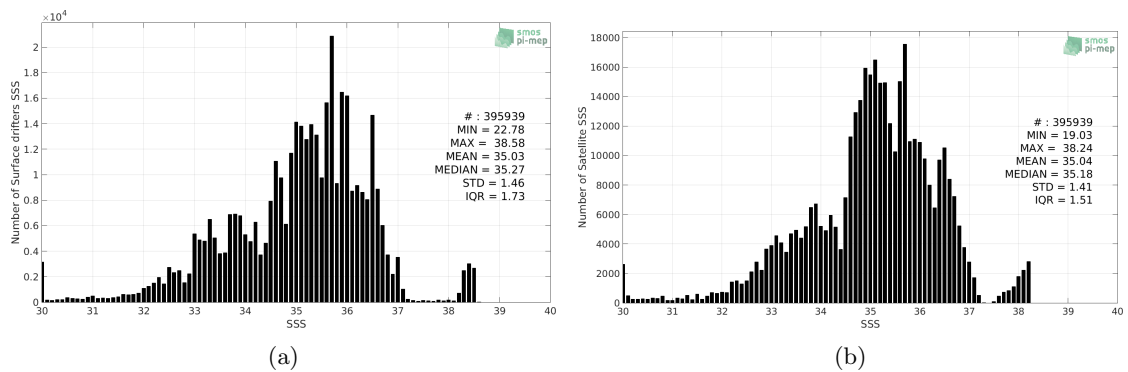 ×10⁴
2
1.8
1.6
1.4
1.2
1
0.8
0.6
0.4
0.2
0
Number of Surface drifters SSS
smos
pi-mep
# : 395939
MIN = 22.78
MAX = 38.58
MEAN = 35.03
MEDIAN = 35.27
STD = 1.46
IQR = 1.73
30 31 32 33 34 35 36 37 38 39 40
SSS
(a)
18000
16000
14000
12000
10000
8000
6000
4000
2000
0
Number of Satellite SSS
smos
pi-mep
# : 395939
MIN = 19.03
MAX = 38.24
MEAN = 35.04
MEDIAN = 35.18
STD = 1.41
IQR = 1.51
30 31 32 33 34 35 36 37 38 39 40
SSS
(b)